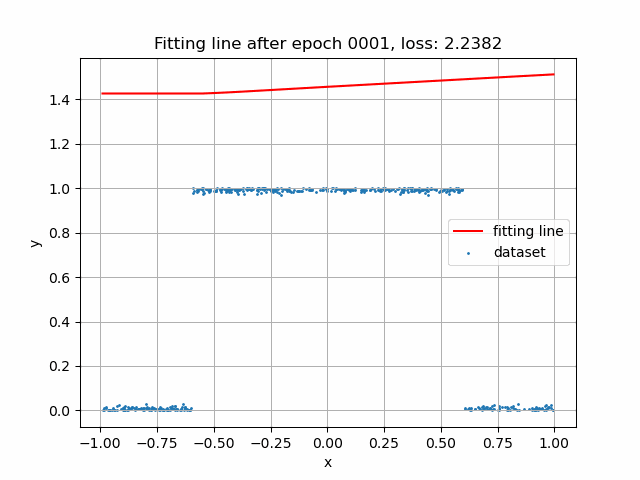 Fitting line after epoch 0001, loss: 2.2382
1.4
1.2
1.0
0.8
0.6
0.4
0.2
0.0
y
fitting line
dataset
−1.00 −0.75 −0.50 −0.25 0.00 0.25 0.50 0.75 1.00
x